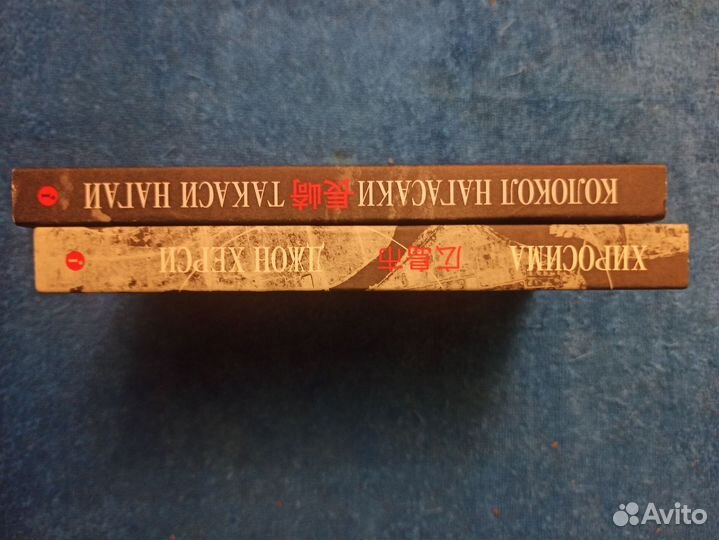 КОЛОКОЛ НАГАСАКИ 長崎 ТАКАСИ НАГАИ
ХИРОСИМА 広島市 ДЖОН ХЕРСИ
Avito